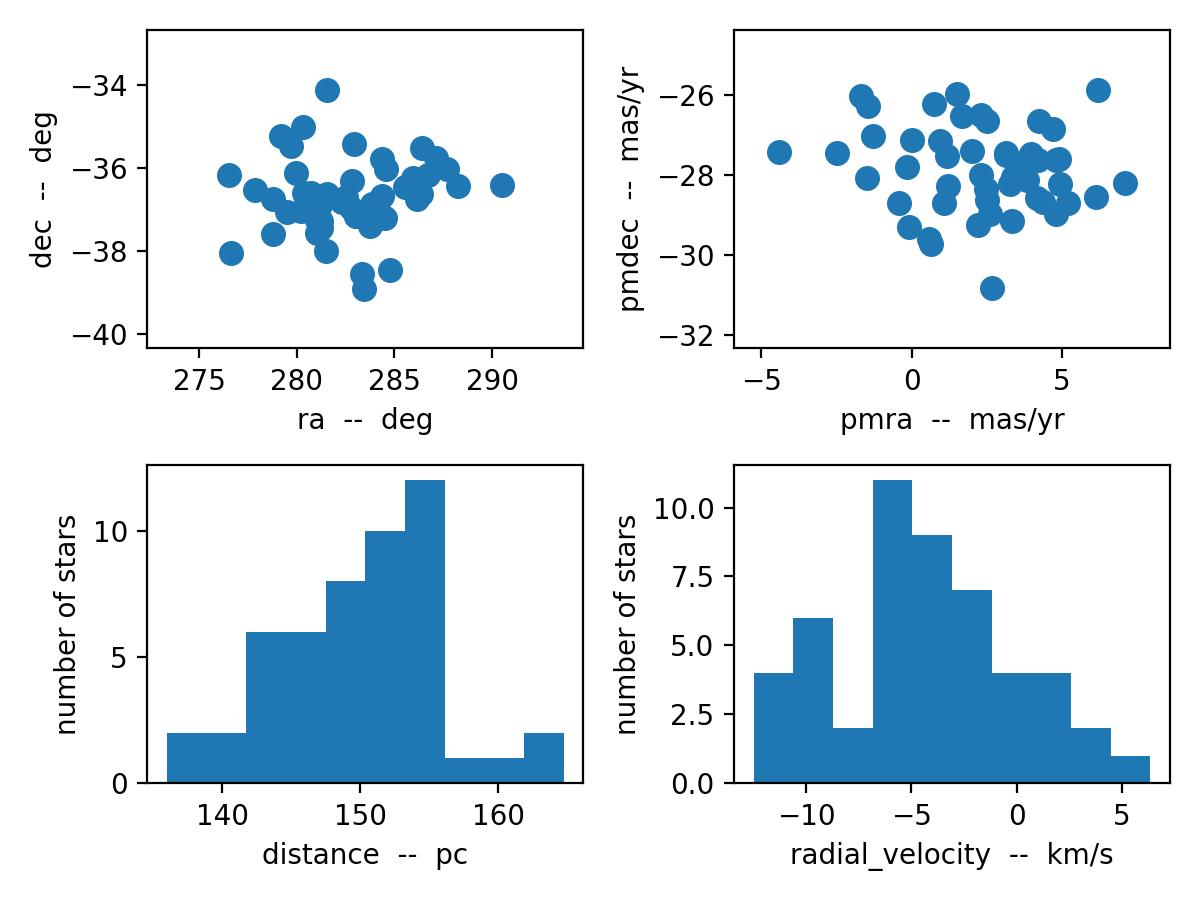 −34
−36
−38
−40
dec -- deg
275 280 285 290
ra -- deg
−26
−28
−30
−32
pmdec -- mas/yr
−5 0 5
pmra -- mas/yr
10
5
0
number of stars
140 150 160
distance -- pc
10.0
7.5
5.0
2.5
0.0
number of stars
−10 −5 0 5
radial_velocity -- km/s